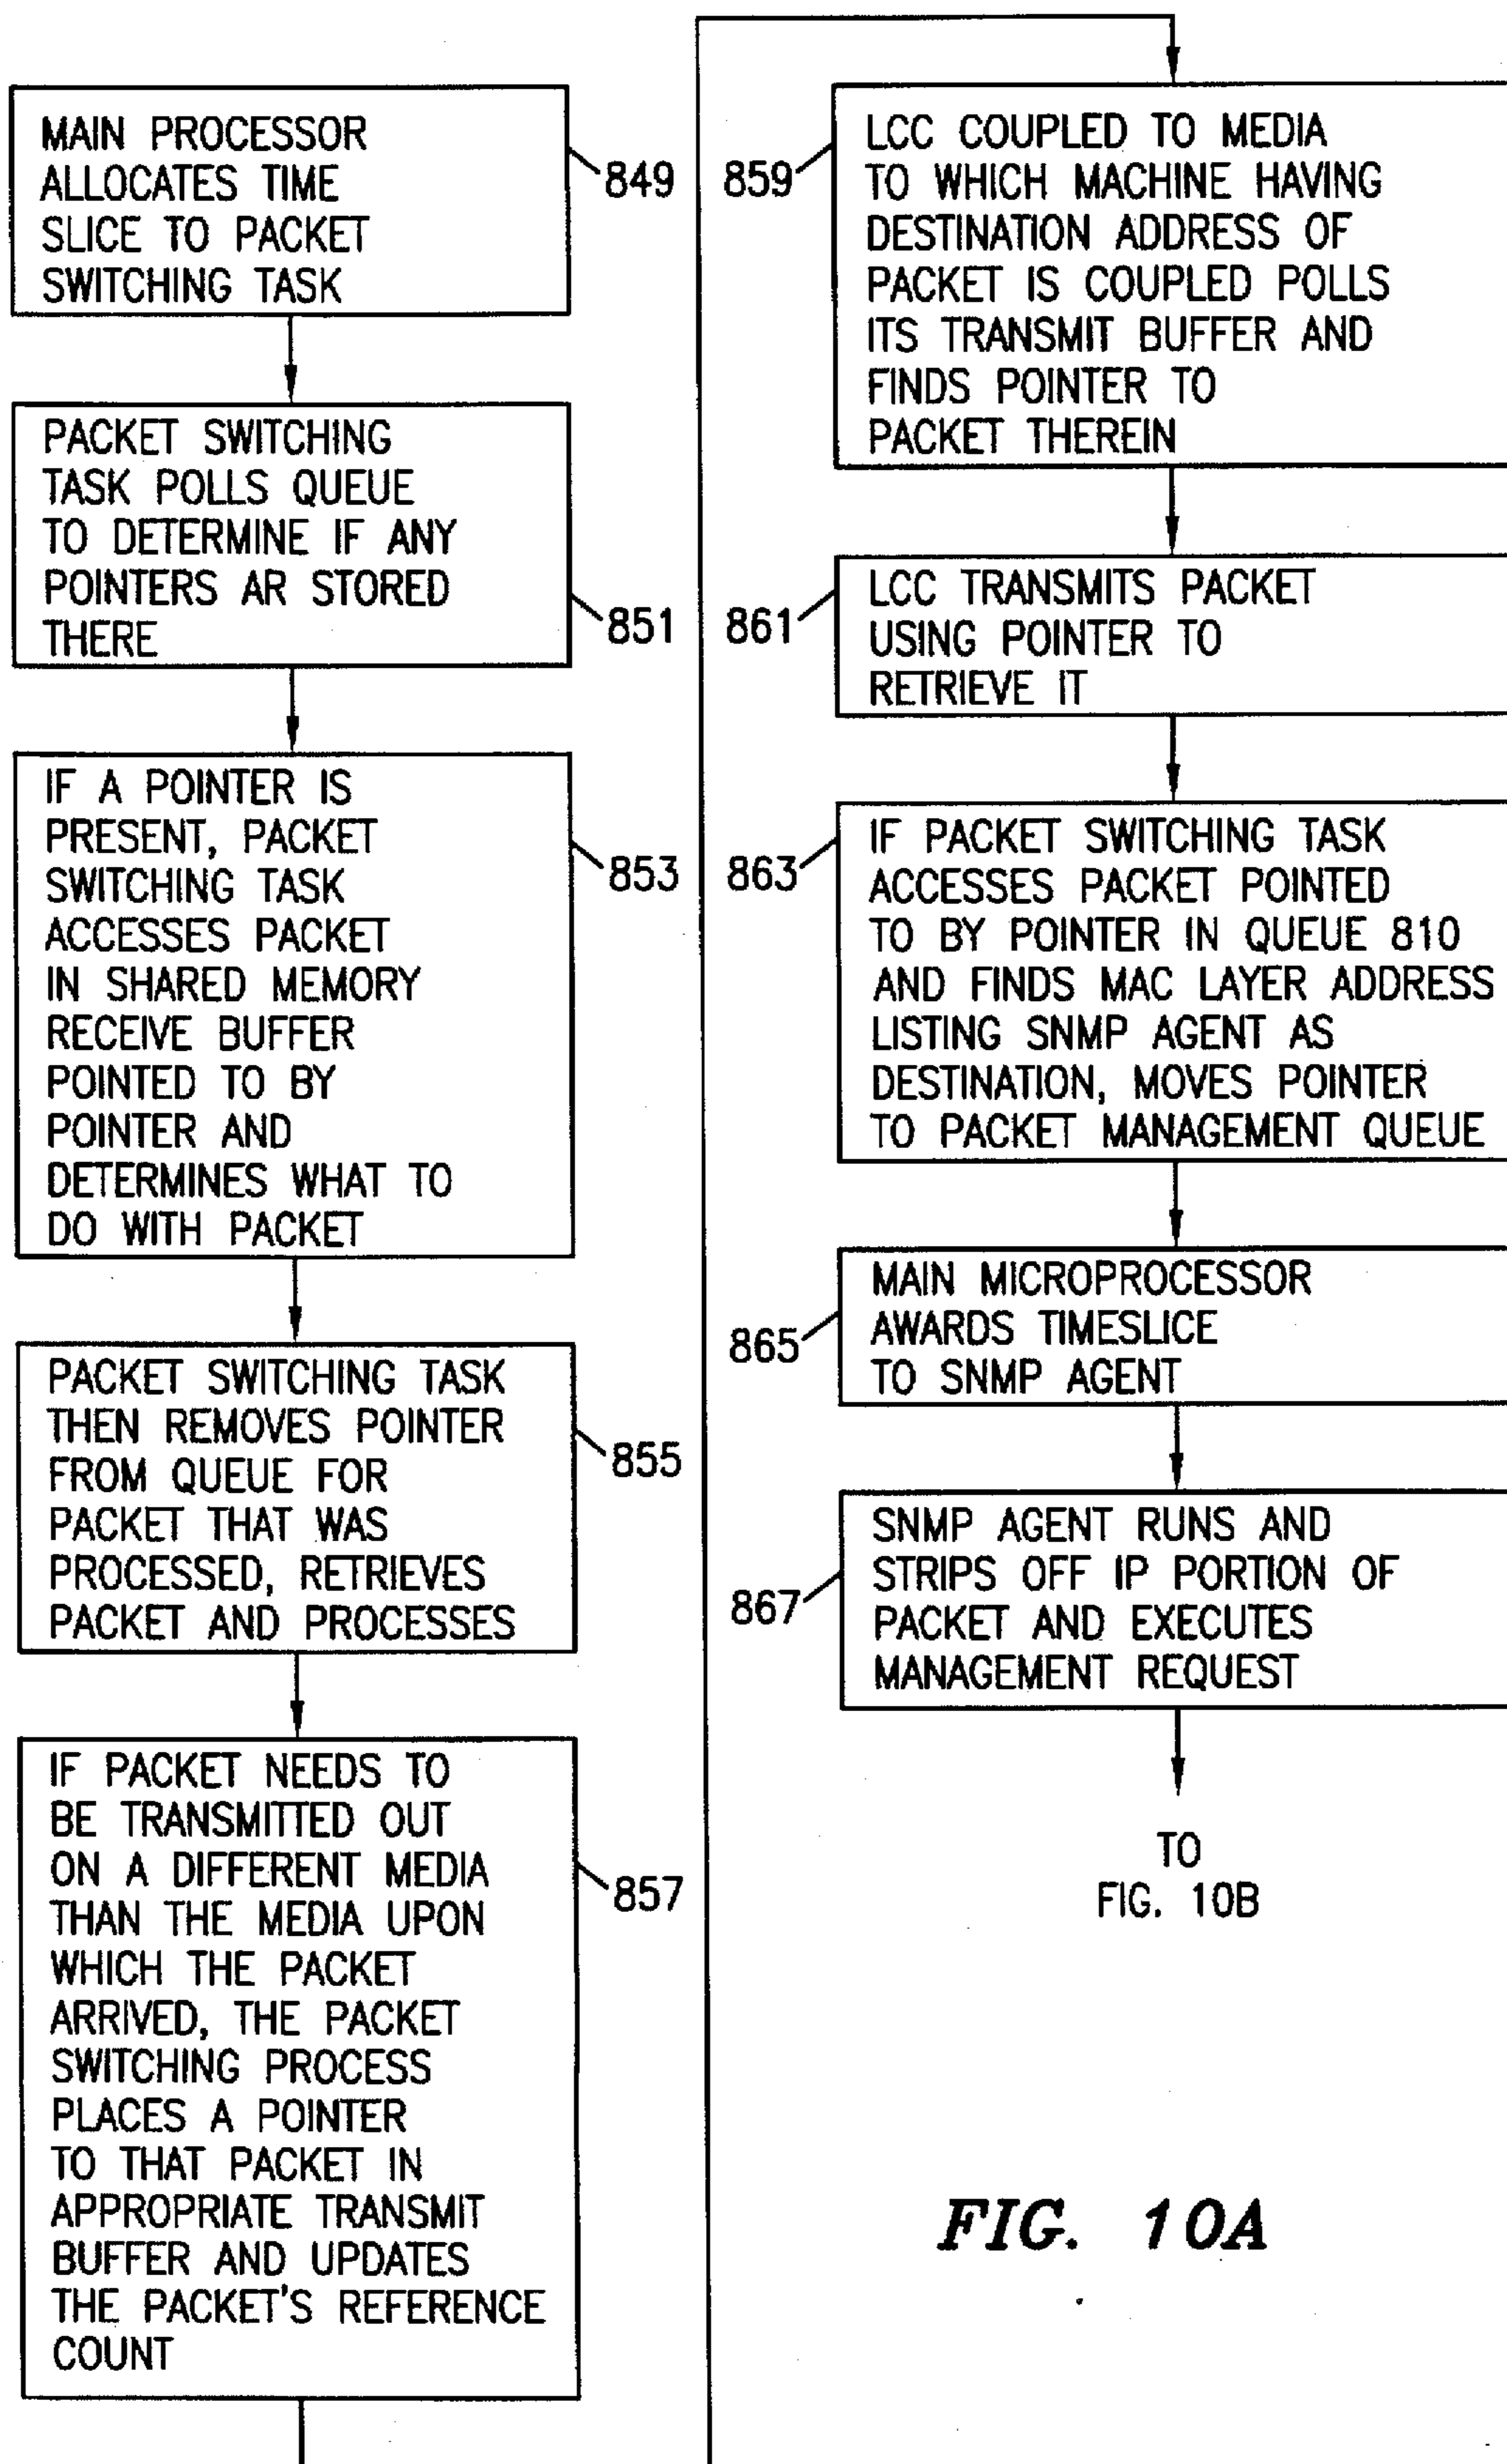 MAIN PROCESSOR
ALLOCATES TIME
SLICE TO PACKET
SWITCHING TASK
849
PACKET SWITCHING
TASK POLLS QUEUE
TO DETERMINE IF ANY
POINTERS AR STORED
THERE
851
IF A POINTER IS
PRESENT, PACKET
SWITCHING TASK
ACCESSES PACKET
IN SHARED MEMORY
RECEIVE BUFFER
POINTED TO BY
POINTER AND
DETERMINES WHAT TO
DO WITH PACKET
853
PACKET SWITCHING TASK
THEN REMOVES POINTER
FROM QUEUE FOR
PACKET THAT WAS
PROCESSED, RETRIEVES
PACKET AND PROCESSES
855
IF PACKET NEEDS TO
BE TRANSMITTED OUT
ON A DIFFERENT MEDIA
THAN THE MEDIA UPON
WHICH THE PACKET
ARRIVED, THE PACKET
SWITCHING PROCESS
PLACES A POINTER
TO THAT PACKET IN
APPROPRIATE TRANSMIT
BUFFER AND UPDATES
THE PACKET'S REFERENCE
COUNT
857
859
LCC COUPLED TO MEDIA
TO WHICH MACHINE HAVING
DESTINATION ADDRESS OF
PACKET IS COUPLED POLLS
ITS TRANSMIT BUFFER AND
FINDS POINTER TO
PACKET THEREIN
861
LCC TRANSMITS PACKET
USING POINTER TO
RETRIEVE IT
863
IF PACKET SWITCHING TASK
ACCESSES PACKET POINTED
TO BY POINTER IN QUEUE 810
AND FINDS MAC LAYER ADDRESS
LISTING SNMP AGENT AS
DESTINATION, MOVES POINTER
TO PACKET MANAGEMENT QUEUE
865
MAIN MICROPROCESSOR
AWARDS TIMESLICE
TO SNMP AGENT
867
SNMP AGENT RUNS AND
STRIPS OFF IP PORTION OF
PACKET AND EXECUTES
MANAGEMENT REQUEST
TO
FIG. 10B
FIG. 10A